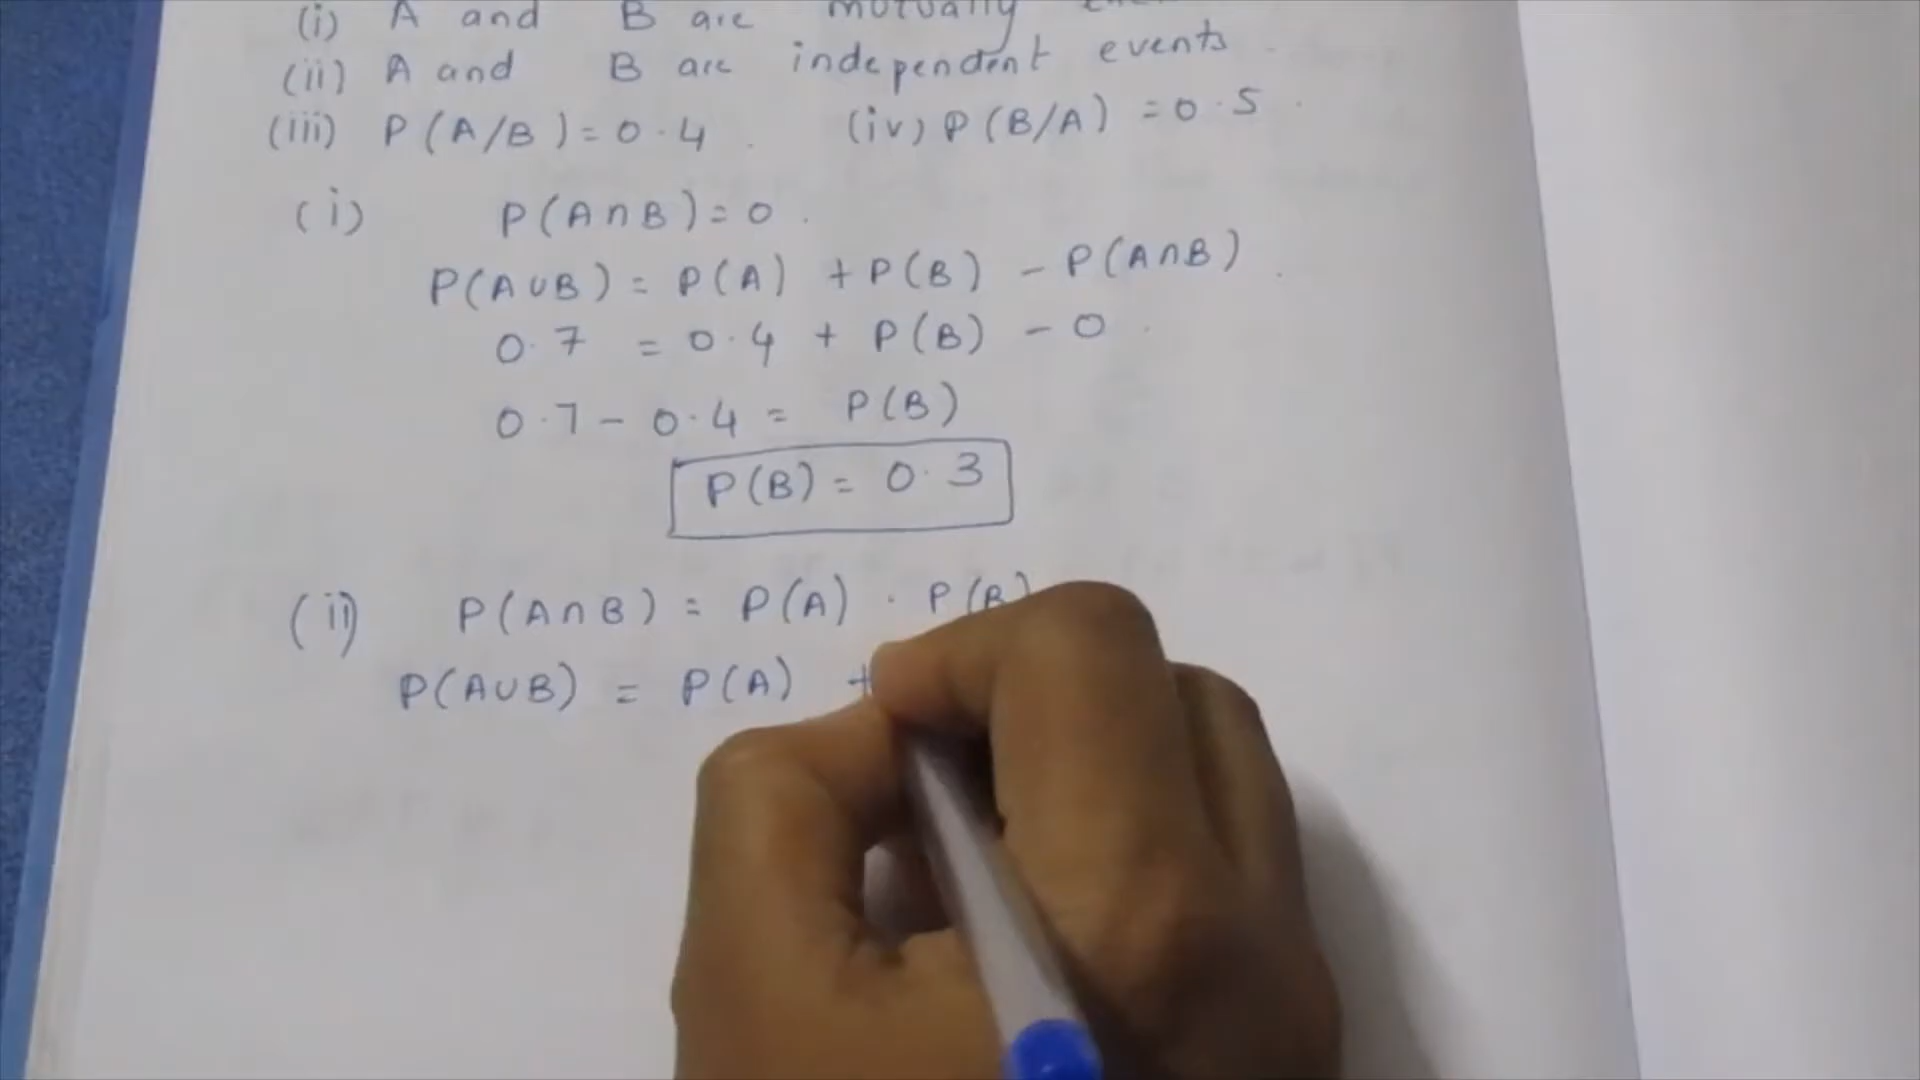 (i) A and B are mutually
(ii) A and B are independent events.
(iii) P(A/B) = 0.4. (iv) P(B/A) = 0.5.
(i) P(A∩B) = 0.
P(A∪B) = P(A) + P(B) - P(A∩B).
0.7 = 0.4 + P(B) - 0.
0.7 - 0.4 = P(B)
P(B) = 0.3
(ii) P(A∩B) = P(A) . P(B)
P(A∪B) = P(A) +